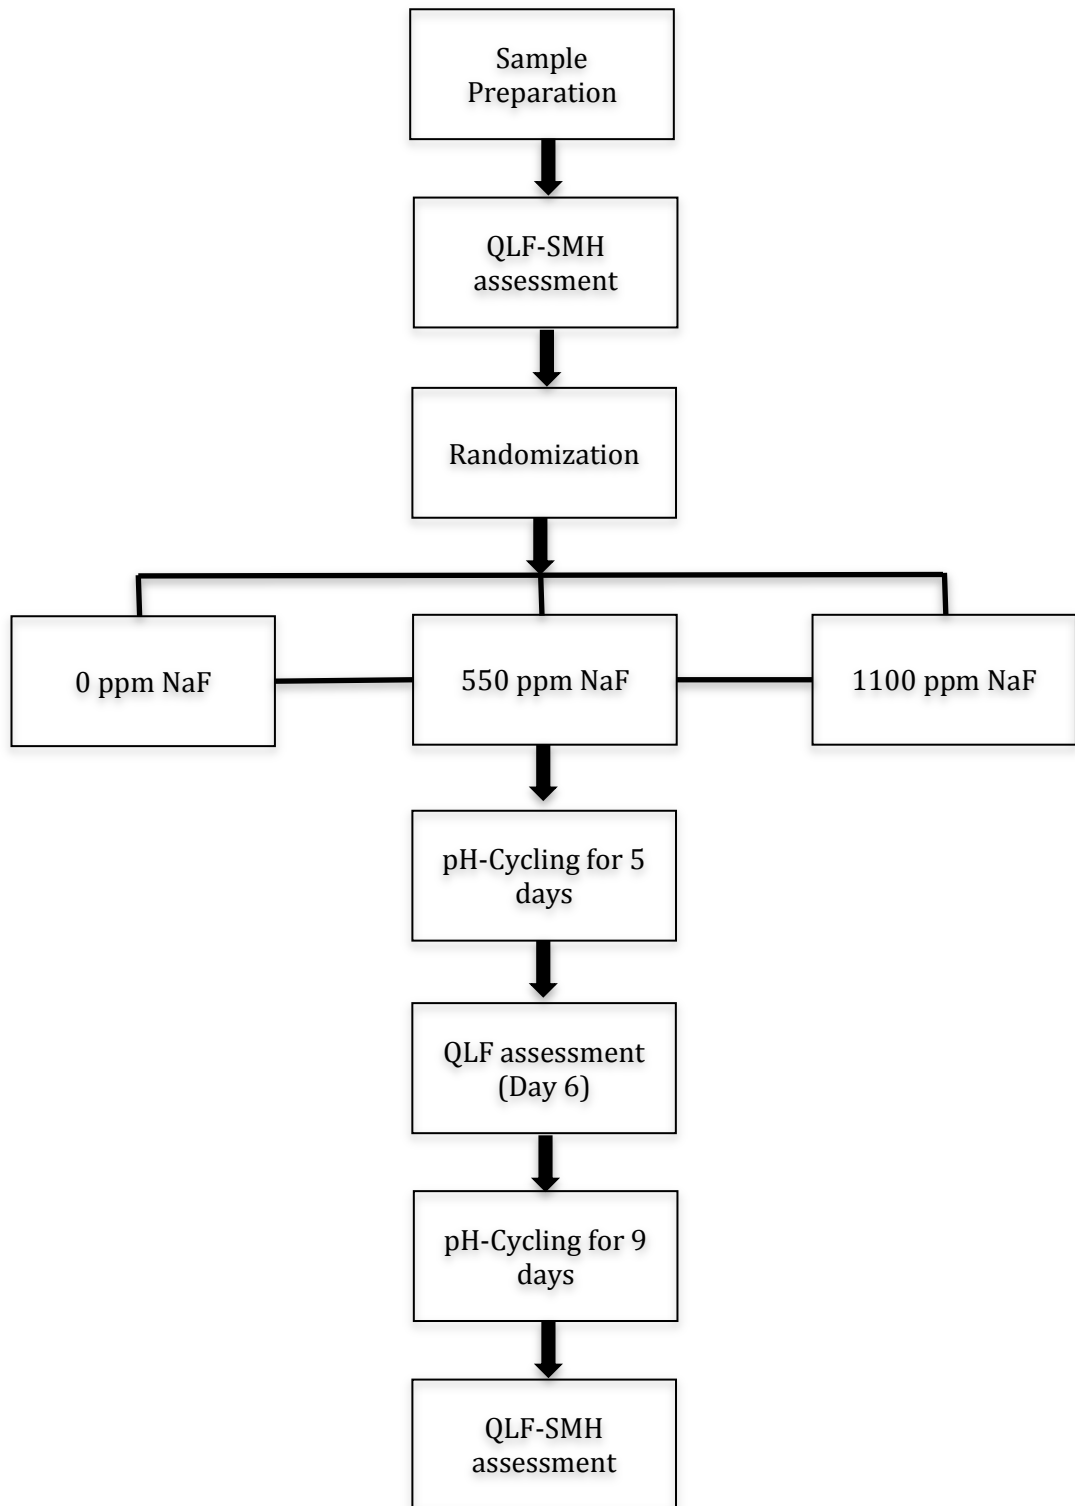 Sample
Preparation
QLF-SMH
assessment
Randomization
0 ppm NaF
550 ppm NaF
1100 ppm NaF
pH-Cycling for 5
days
QLF assessment
(Day 6)
pH-Cycling for 9
days
QLF-SMH
assessment